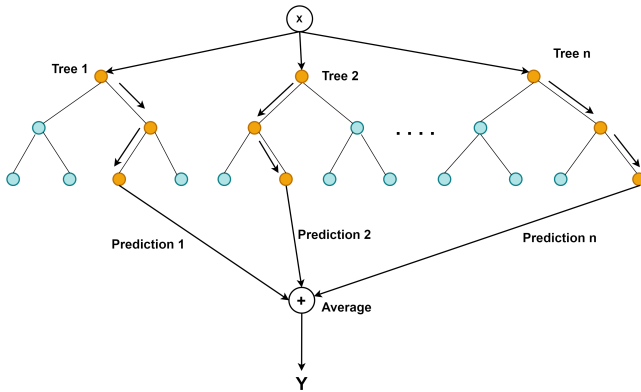 x
Tree 1
Tree 2
Tree n
. . . .
Prediction 1
Prediction 2
Prediction n
+
Average
Y